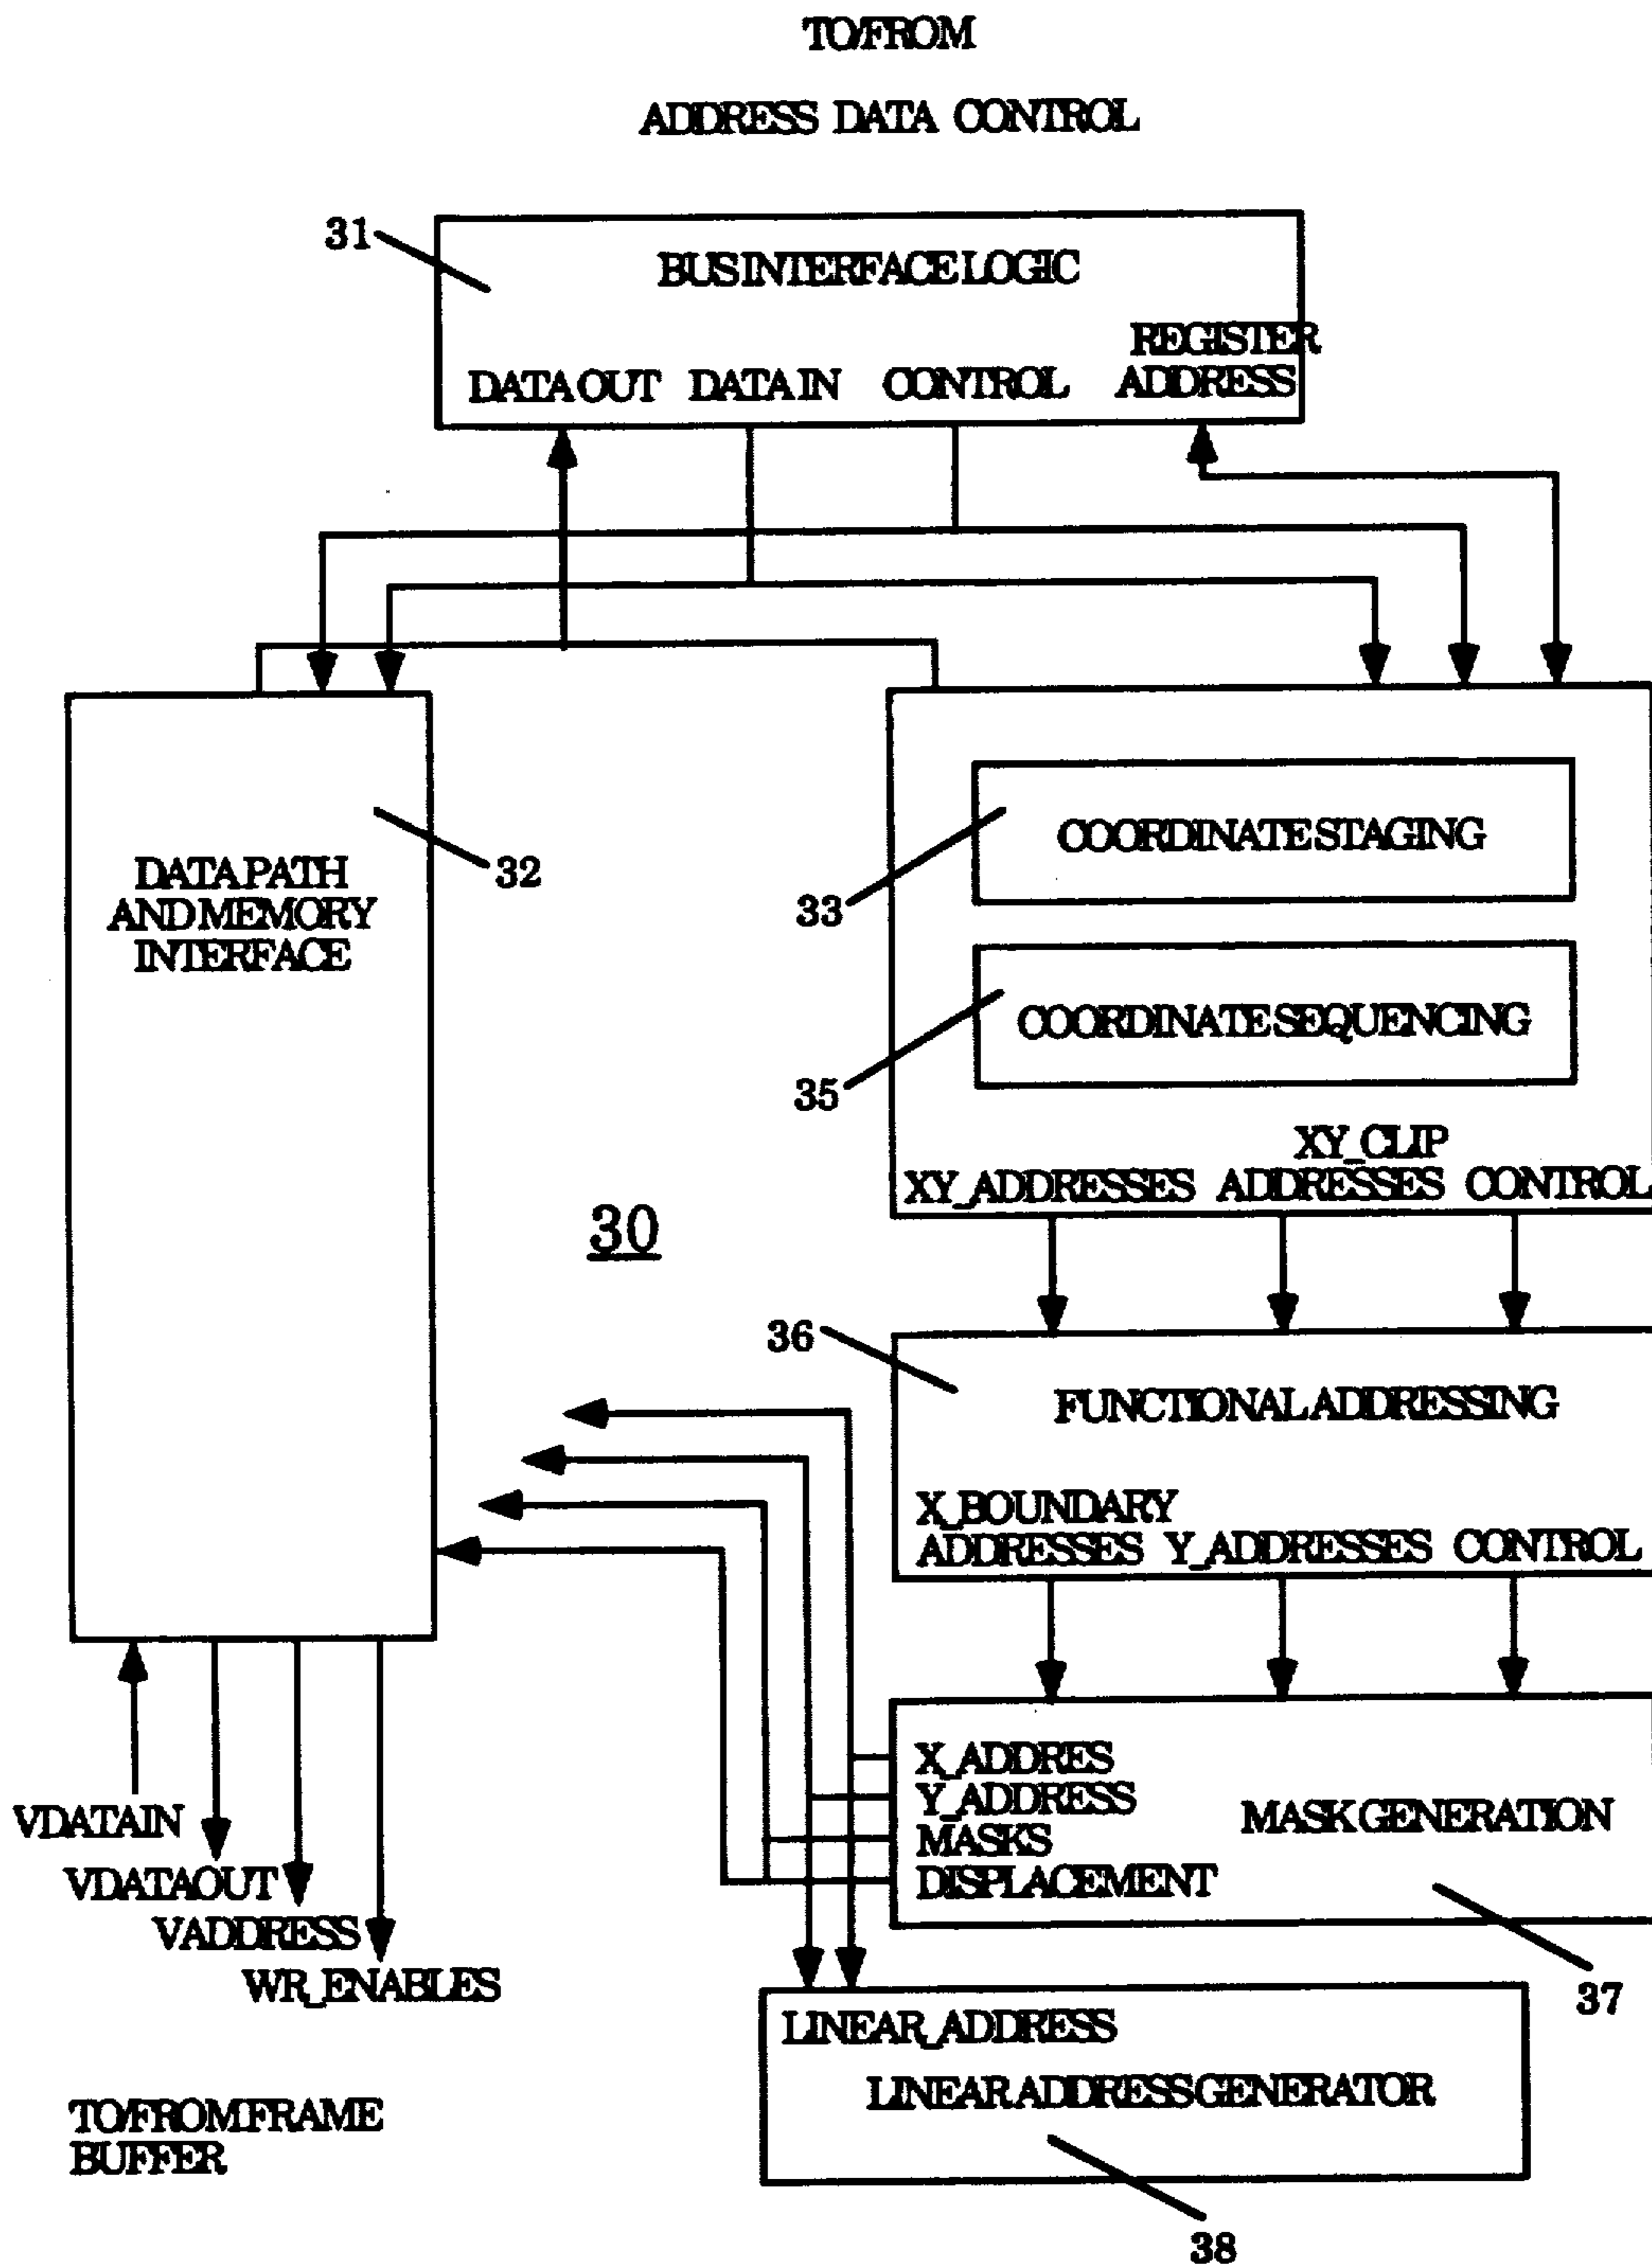 TO/FROM
ADDRESS DATA CONTROL
31
BUS INTERFACE LOGIC
REGISTER
DATA OUT DATA IN CONTROL ADDRESS
DATA PATH
AND MEMORY
INTERFACE
32
COORDINATE STAGING
33
COORDINATE SEQUENCING
35
XY_CLIP
XY_ADDRESSES ADDRESSES CONTROL
30
36
FUNCTIONAL ADDRESSING
X_BOUNDARY
ADDRESSES Y_ADDRESSES CONTROL
X_ADDRES
Y_ADDRESS
MASKS
DISPLACEMENT
MASK GENERATION
37
VDATAIN
VDATAOUT
VADDRESS
WR_ENABLES
TO/FROM FRAME
BUFFER
LINEAR_ADDRESS
LINEAR ADDRESS GENERATOR
38